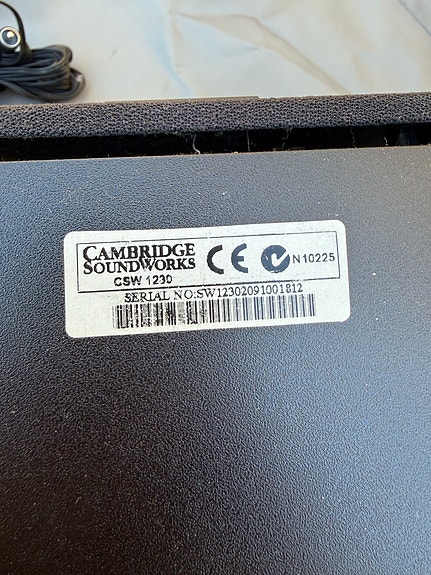 CAMBRIDGE
SOUNDWORKS
CSW 1230
CE N10225
SERIAL NO:SW12302091001812